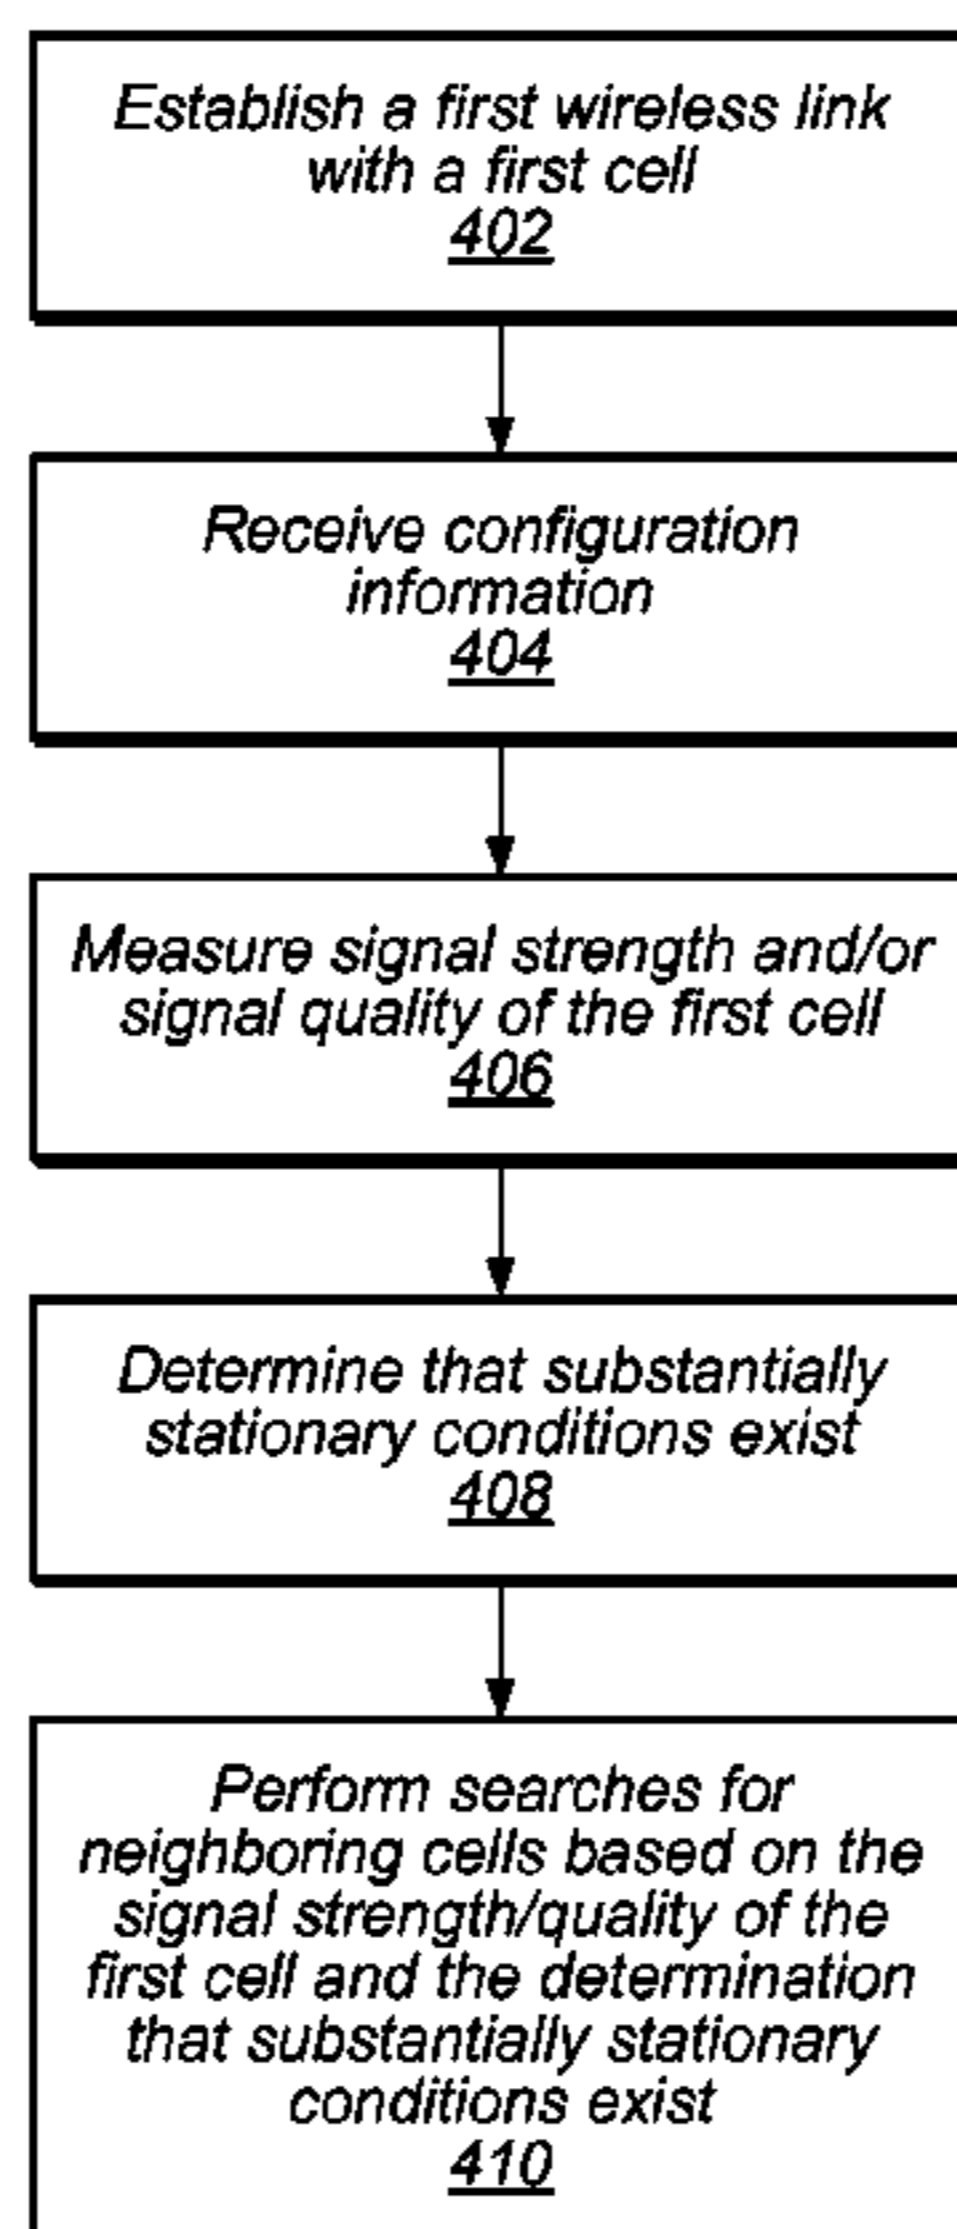 Establish a first wireless link
with a first cell
402
Receive configuration
information
404
Measure signal strength and/or
signal quality of the first cell
406
Determine that substantially
stationary conditions exist
408
Perform searches for
neighboring cells based on the
signal strength/quality of the
first cell and the determination
that substantially stationary
conditions exist
410